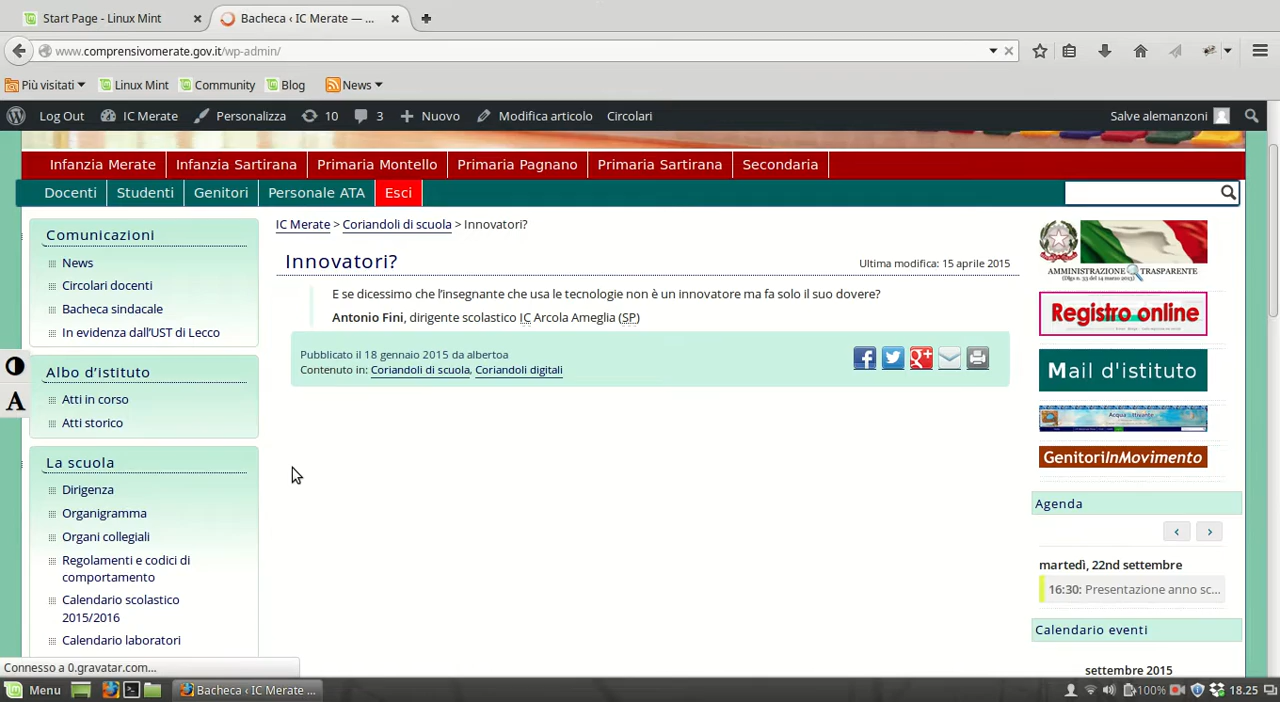 Start Page - Linux Mint
Bacheca ‹ IC Merate — ...
www.comprensivomerate.gov.it/wp-admin/
Più visitati
Linux Mint
Community
Blog
News
Log Out
IC Merate
Personalizza
10
3
Nuovo
Modifica articolo
Circolari
Salve alemanzoni
Infanzia Merate
Infanzia Sartirana
Primaria Montello
Primaria Pagnano
Primaria Sartirana
Secondaria
Docenti
Studenti
Genitori
Personale ATA
Esci
Comunicazioni
News
Circolari docenti
Bacheca sindacale
In evidenza dall'UST di Lecco
Albo d'istituto
Atti in corso
Atti storico
La scuola
Dirigenza
Organigramma
Organi collegiali
Regolamenti e codici di
comportamento
Calendario scolastico
2015/2016
Calendario laboratori
A
IC Merate > Coriandoli di scuola > Innovatori?
Innovatori?
Ultima modifica: 15 aprile 2015
E se dicessimo che l'insegnante che usa le tecnologie non è un innovatore ma fa solo il suo dovere?
Antonio Fini, dirigente scolastico IC Arcola Ameglia (SP)
Pubblicato il 18 gennaio 2015 da albertoa
Contenuto in: Coriandoli di scuola, Coriandoli digitali
AMMINISTRAZIONE TRASPARENTE
(Dlgs n. 33 del 14 marzo 2013)
Registro online
Mail d'istituto
GenitoriInMovimento
Agenda
martedì, 22nd settembre
16:30: Presentazione anno sc...
Calendario eventi
settembre 2015
Connesso a 0.gravatar.com...
Menu
Bacheca ‹ IC Merate ...
100%
18.25